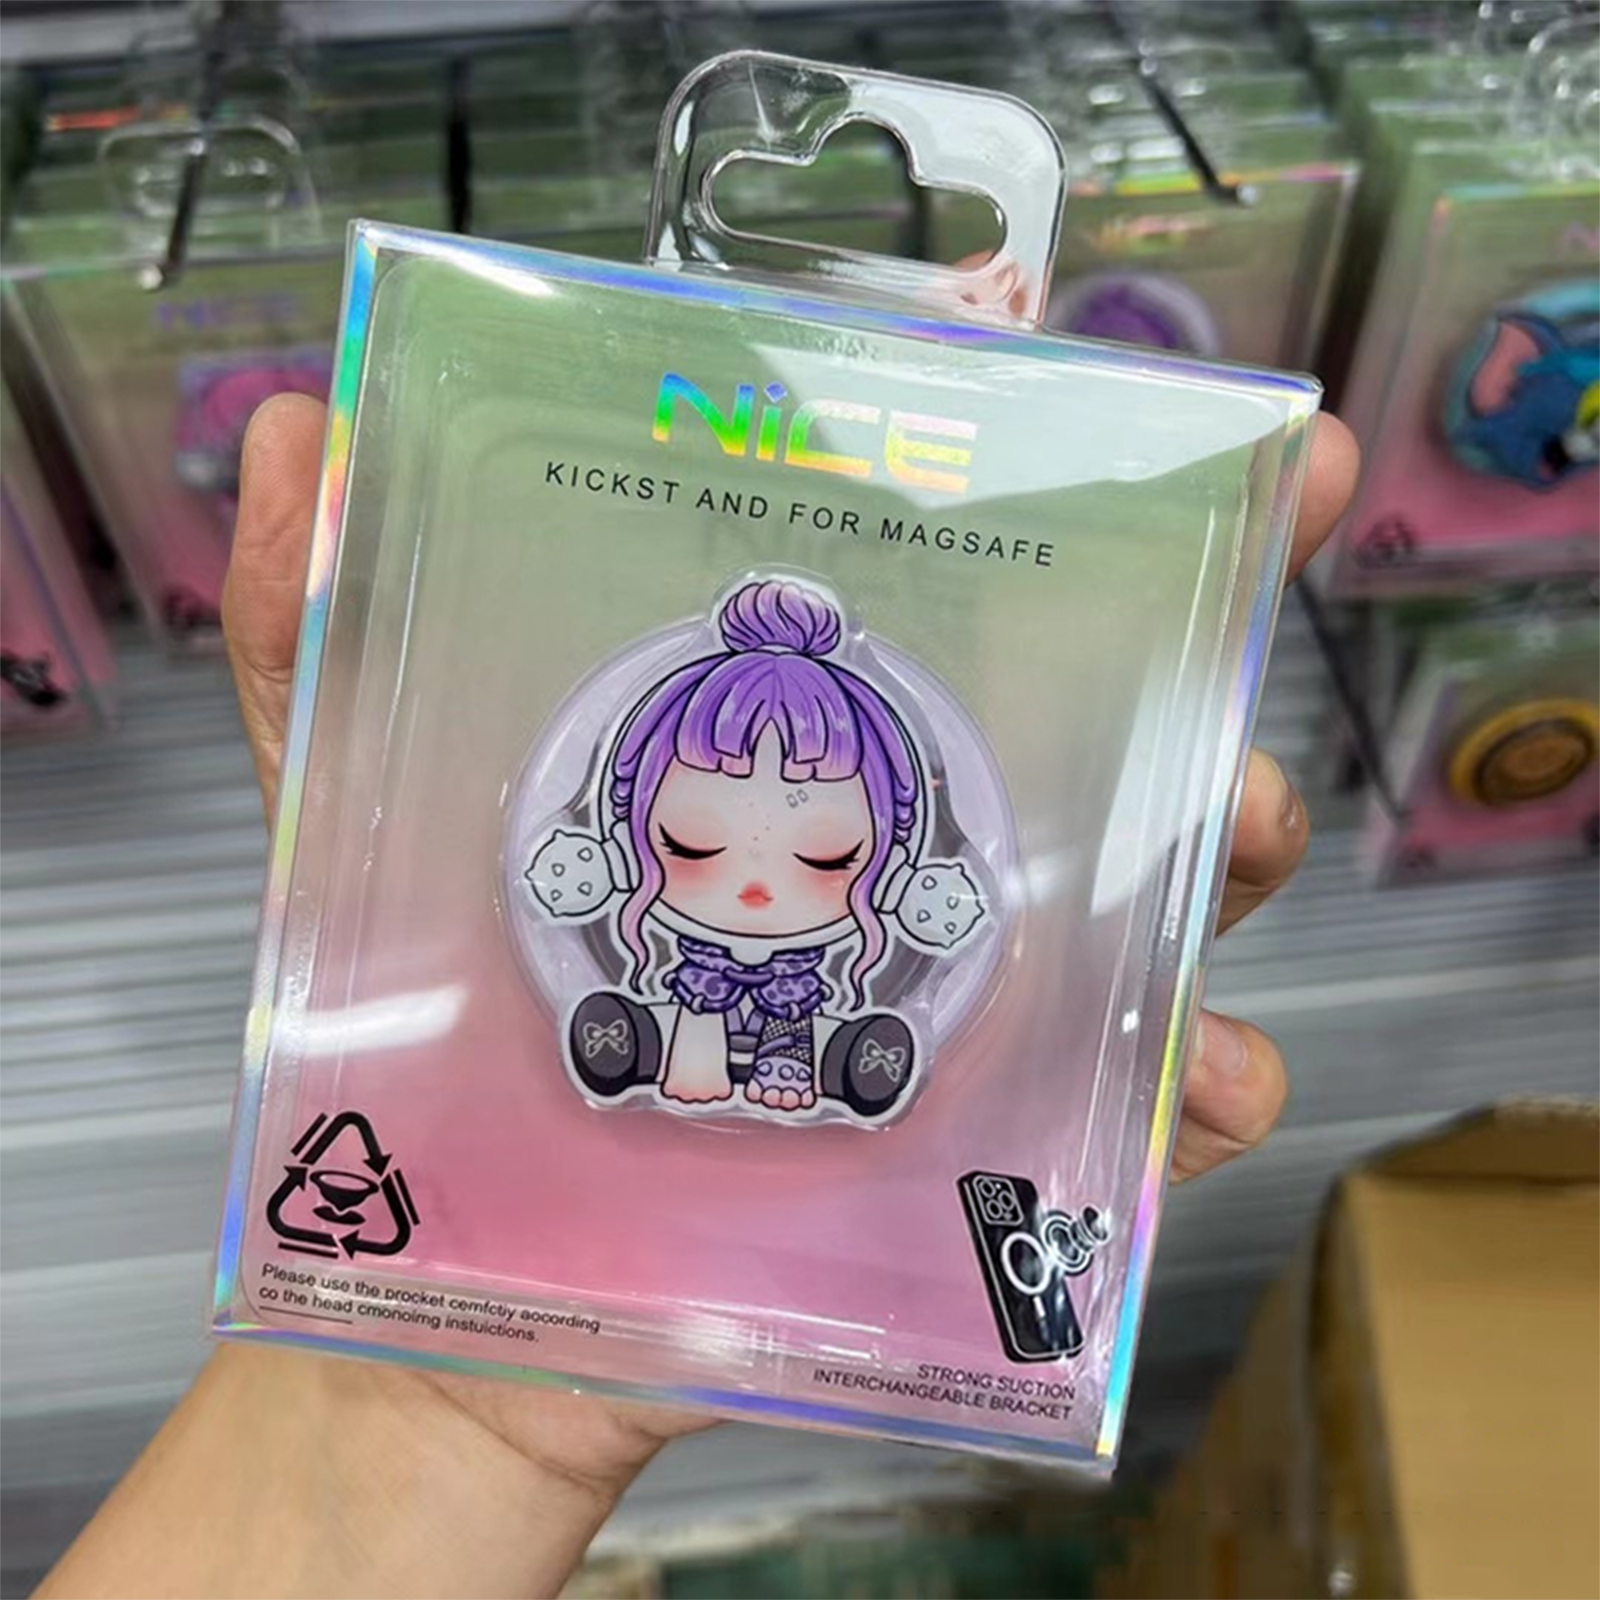 NiCE
KICKST AND FOR MAGSAFE
Please use the procket cemfctiy aocording
co the head cmonoimg instuictions.
STRONG SUCTION
INTERCHANGEABLE BRACKET